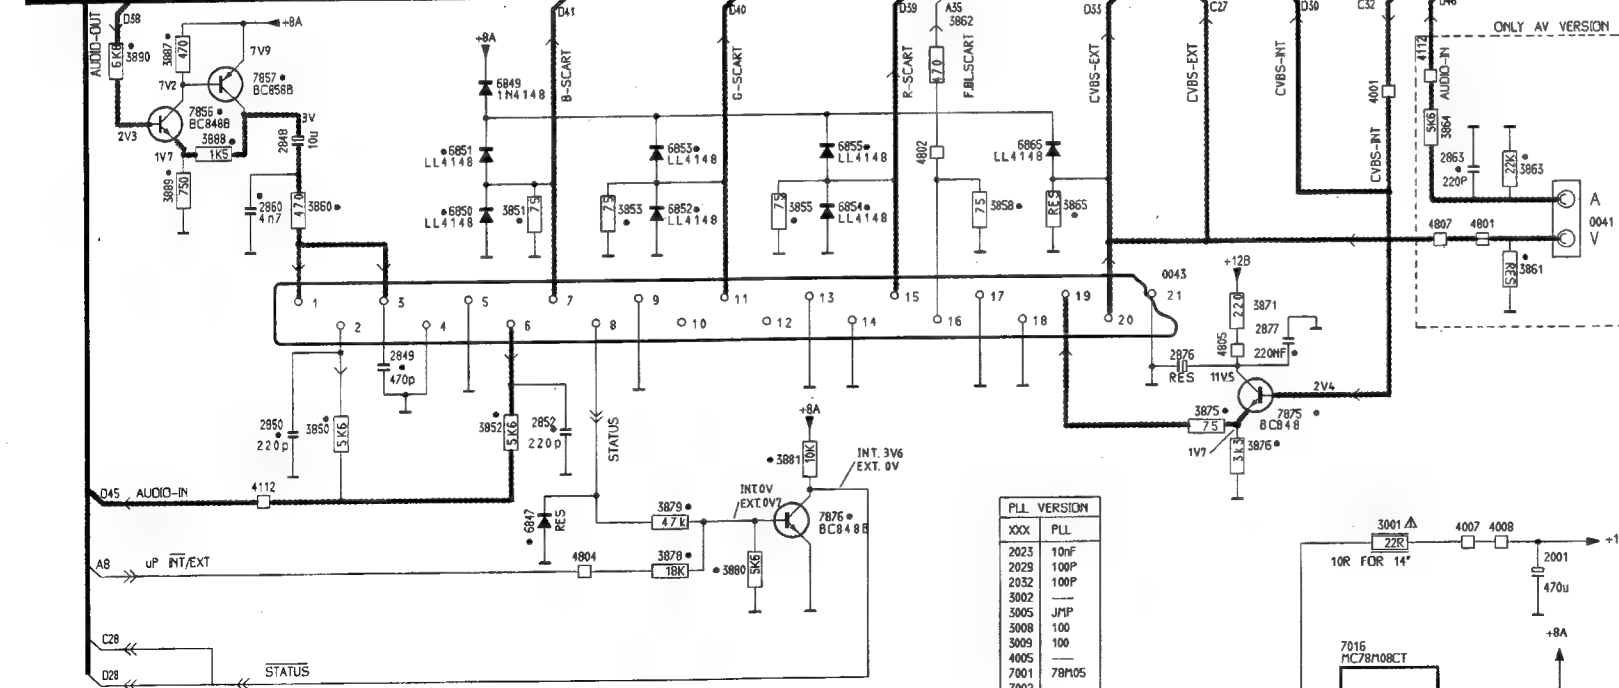 AUDIO-OUT
D38
6K8
3890
3887
470
+8A
7V9
7V2
7857
BC858B
7856
BC848B
2V3
1V7
3888
1K5
3V
2848
10u
3889
750
2860
4n7
470
3860
+8A
6849
1N4148
6851
LL4148
6850
LL4148
3851
75
D41
B-SCART
6853
LL4148
6852
LL4148
3853
75
D40
G-SCART
6855
LL4148
6854
LL4148
3855
75
D39
R-SCART
A35
3862
670
F.BL.SCART
4802
75
3858
6865
LL4148
RES
3865
D33
CVBS-EXT
C27
CVBS-EXT
D30
CVBS-INT
C32
4001
CVBS-INT
D46
ONLY AV VERSION
4112
AUDIO-IN
5K6
3864
2863
220P
22K
3863
A
0041
V
4807
4801
RES
3861
0043
1
3
5
7
9
11
13
15
17
19
21
2
4
6
8
10
12
14
16
18
20
+12B
220
3871
2877
220NF
4805
2876
RES
11V5
2V4
3875
75
7875
BC848
1V7
3k3
3876
2849
470p
2850
220p
3850
5K6
3852
5K6
2852
220p
STATUS
+8A
3881
10K
INT. 3V6
EXT. 0V
INT.0V
EXT.0V7
7876
BC848B
D45
AUDIO-IN
4112
6847
RES
3879
47k
3878
18K
3880
5K6
4804
A8
uP INT/EXT
C28
D28
STATUS
PLL VERSION
XXX PLL
2023 10nF
2029 100P
2032 100P
3002 ---
3005 JMP
3008 100
3009 100
4005 ---
7001 78M05
3001
22R
10R FOR 14"
4007
4008
+1
2001
470u
+8A
7016
MC78M08CT